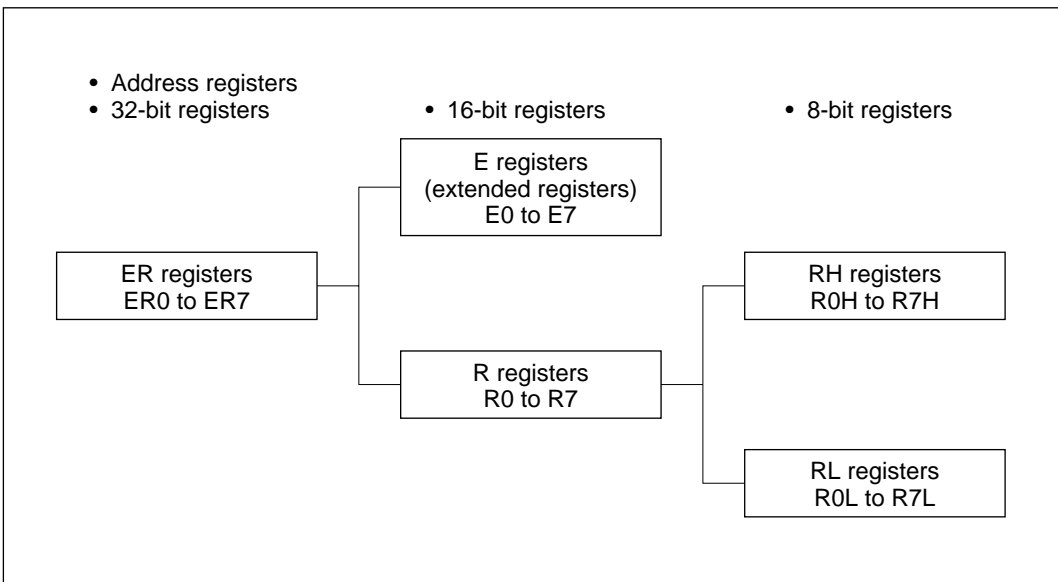 • Address registers
• 32-bit registers
• 16-bit registers
• 8-bit registers
E registers
(extended registers)
E0 to E7
ER registers
ER0 to ER7
RH registers
R0H to R7H
R registers
R0 to R7
RL registers
R0L to R7L